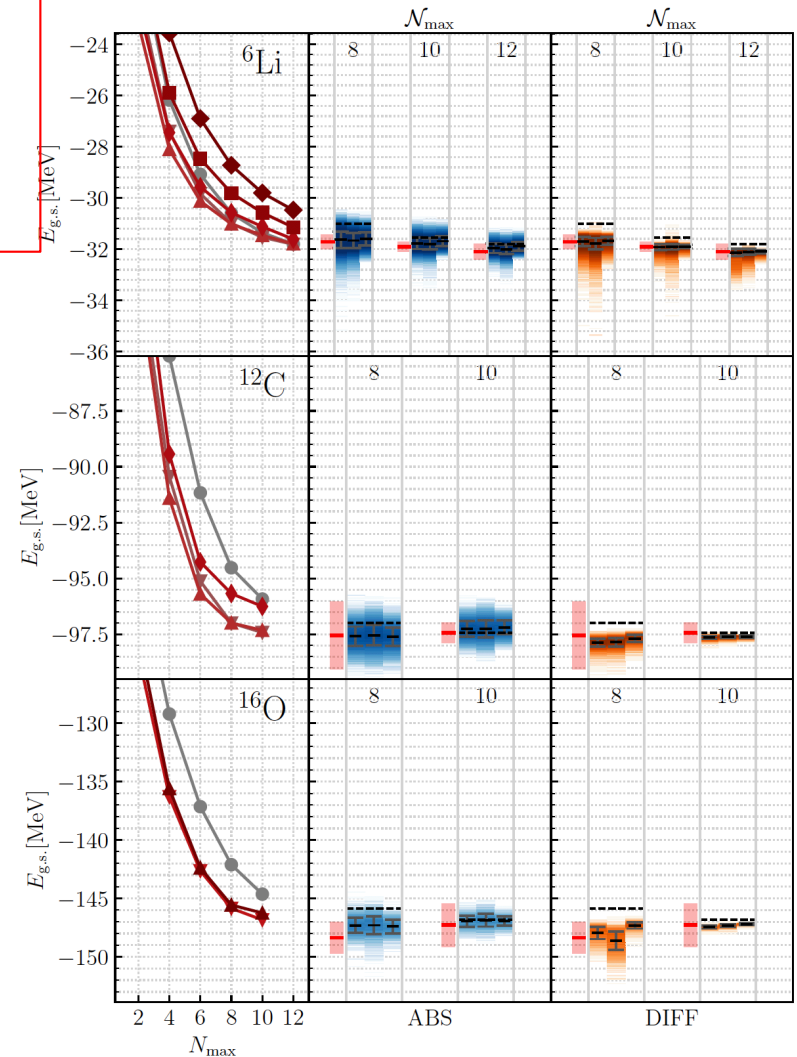 𝒩max 𝒩max
−24
−26
−28
−30
−32
−34
−36
Eg.s.[MeV]
6Li
8 10 12
8 10 12
−87.5
−90.0
−92.5
−95.0
−97.5
Eg.s.[MeV]
12C
8 10
8 10
−130
−135
−140
−145
−150
Eg.s.[MeV]
16O
8 10
8 10
2 4 6 8 10 12
Nmax
ABS
DIFF